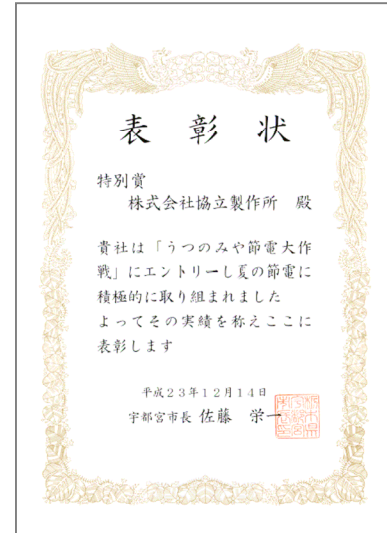 表彰状
特別賞
株式会社協立製作所 殿
貴社は「うつのみや節電大作
戦」にエントリーし夏の節電に
積極的に取り組まれました
よってその実績を称えここに
表彰します
平成23年12月14日
宇都宮市長 佐藤 栄一